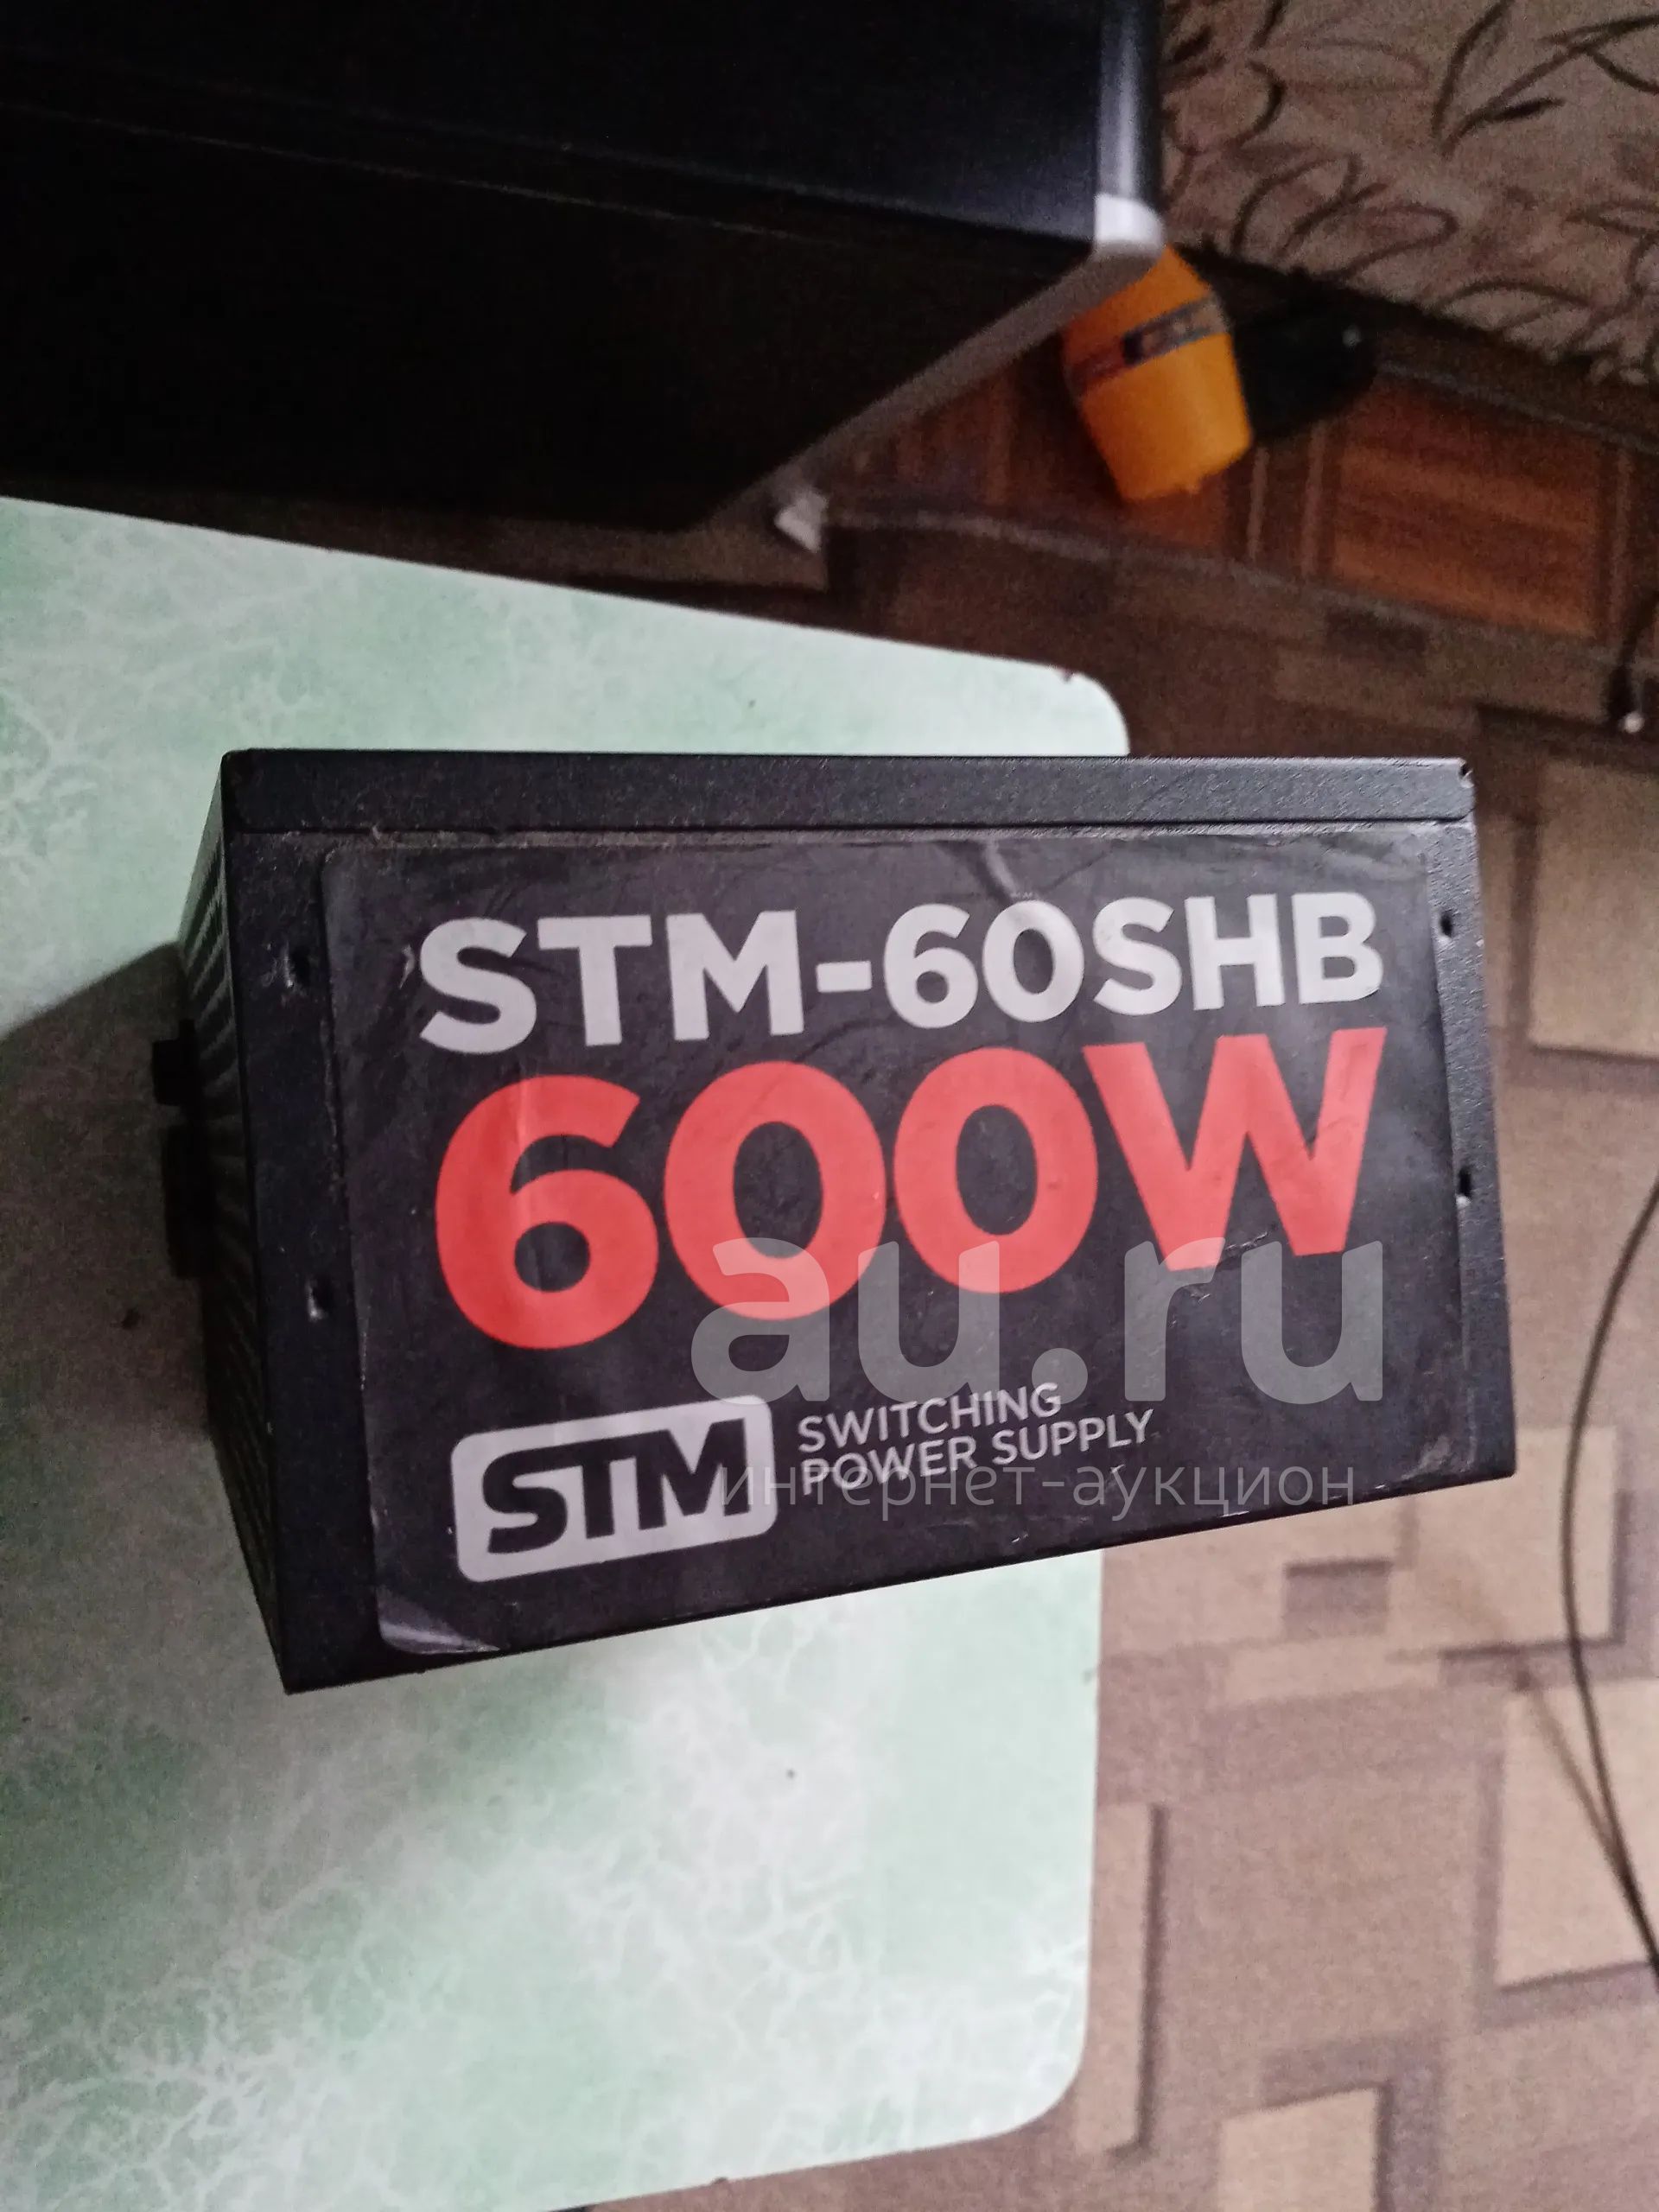 STM-60SHB
600W
au.ru
STM
SWITCHING
POWER SUPPLY
интернет-аукцион